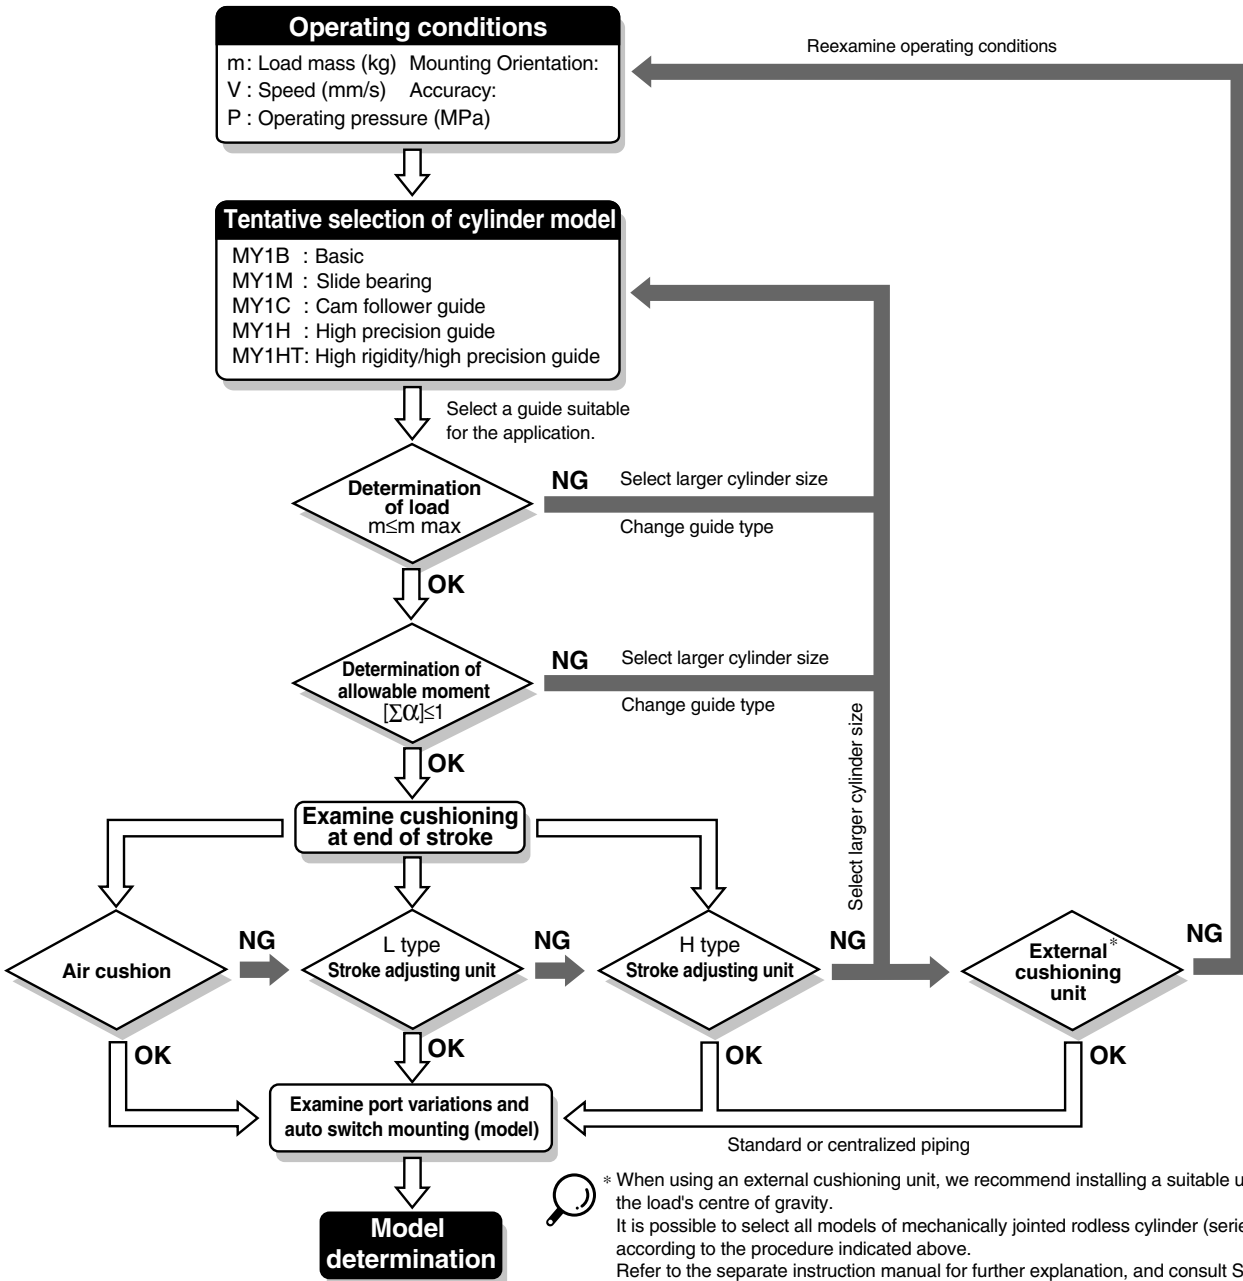 Operating conditions
m: Load mass (kg) Mounting Orientation:
V : Speed (mm/s) Accuracy:
P : Operating pressure (MPa)
Reexamine operating conditions
Tentative selection of cylinder model
MY1B : Basic
MY1M : Slide bearing
MY1C : Cam follower guide
MY1H : High precision guide
MY1HT: High rigidity/high precision guide
Select a guide suitable
for the application.
Determination
of load
m≤m max
NG
Select larger cylinder size
Change guide type
OK
Determination of
allowable moment
[Σα]≤1
NG
Select larger cylinder size
Change guide type
OK
Select larger cylinder size
Examine cushioning
at end of stroke
Air cushion
NG
L type
Stroke adjusting unit
NG
H type
Stroke adjusting unit
NG
External*
cushioning
unit
NG
OK
OK
OK
OK
Examine port variations and
auto switch mounting (model)
Standard or centralized piping
Model
determination
* When using an external cushioning unit, we recommend installing a suitable
the load's centre of gravity.
It is possible to select all models of mechanically jointed rodless cylinder
according to the procedure indicated above.
Refer to the separate instruction manual for further explanation, and consult